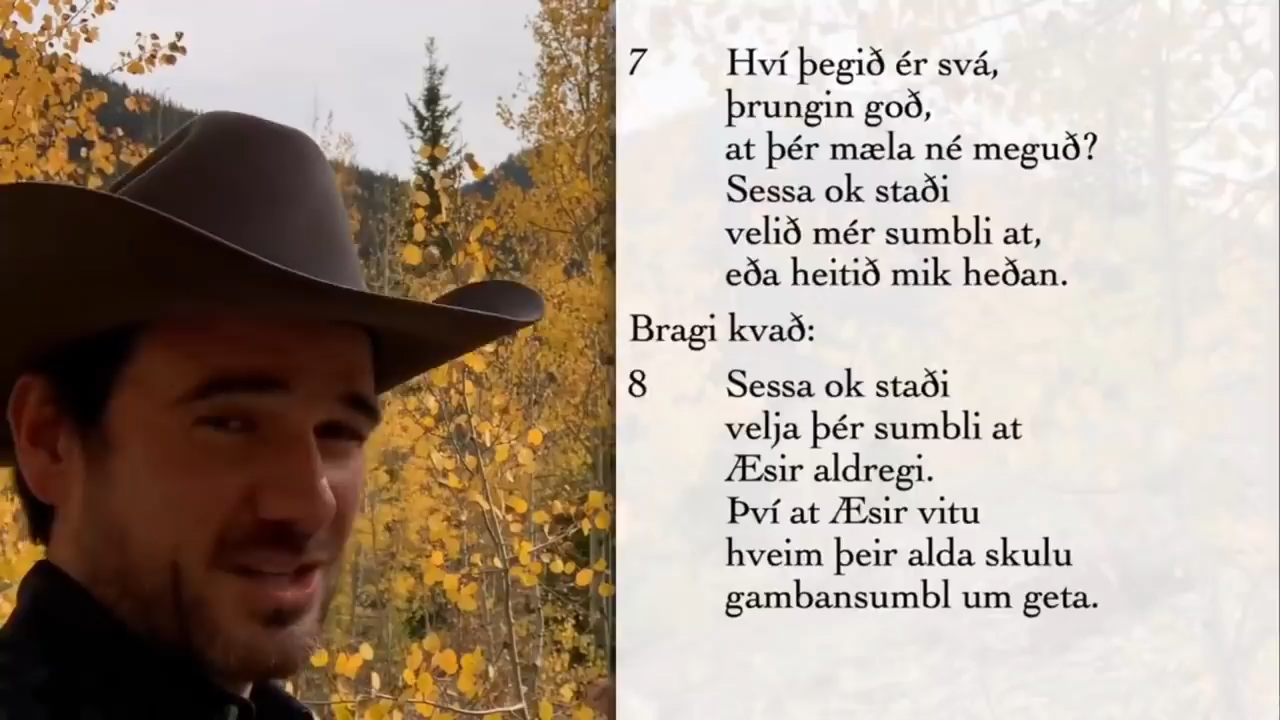 7 Hví þegið ér svá,
þrungin goð,
at þér mæla né meguð?
Sessa ok staði
velið mér sumbli at,
eða heitið mik heðan.
Bragi kvað:
8 Sessa ok staði
velja þér sumbli at
Æsir aldregi.
Því at Æsir vitu
hveim þeir alda skulu
gambansumbl um geta.